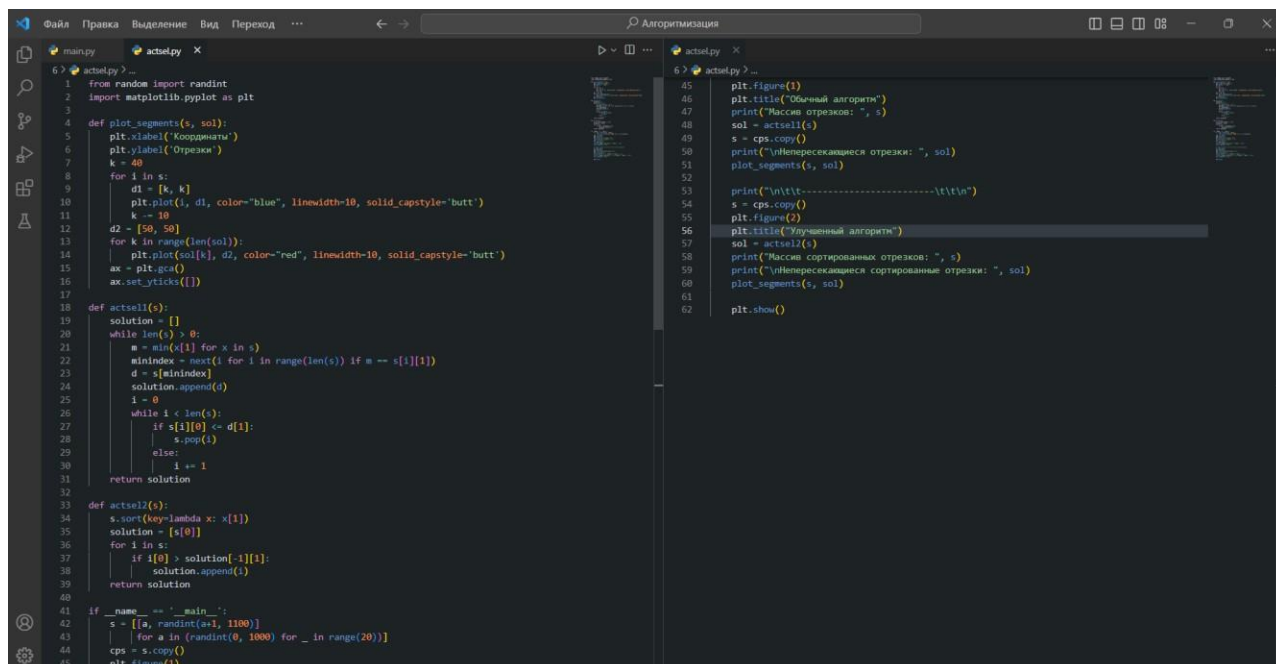 Файл Правка Выделение Вид Переход ···
Алгоритмизация
main.py
actsel.py
6 > actsel.py > ...
1 from random import randint
2 import matplotlib.pyplot as plt
3
4 def plot_segments(s, sol):
5     plt.xlabel('Координаты')
6     plt.ylabel('Отрезки')
7     k = 40
8     for i in s:
9         d1 = [k, k]
10         plt.plot(i, d1, color="blue", linewidth=10, solid_capstyle='butt')
11         k -= 10
12     d2 = [50, 50]
13     for k in range(len(sol)):
14         plt.plot(sol[k], d2, color="red", linewidth=10, solid_capstyle='butt')
15     ax = plt.gca()
16     ax.set_yticks([])
17
18 def actsel1(s):
19     solution = []
20     while len(s) > 0:
21         m = min(x[1] for x in s)
22         minindex = next(i for i in range(len(s)) if m == s[i][1])
23         d = s[minindex]
24         solution.append(d)
25         i = 0
26         while i < len(s):
27             if s[i][0] <= d[1]:
28                 s.pop(i)
29             else:
30                 i += 1
31     return solution
32
33 def actsel2(s):
34     s.sort(key=lambda x: x[1])
35     solution = [s[0]]
36     for i in s:
37         if i[0] > solution[-1][1]:
38             solution.append(i)
39     return solution
40
41 if __name__ == '__main__':
42     s = [[a, randint(a+1, 1100)]
43         for a in (randint(0, 1000) for _ in range(20))]
44     cps = s.copy()
45     plt.figure(1)
actsel.py
6 > actsel.py > ...
45     plt.figure(1)
46     plt.title("Обычный алгоритм")
47     print("Массив отрезков: ", s)
48     sol = actsel1(s)
49     s = cps.copy()
50     print("\nНепересекающиеся отрезки: ", sol)
51     plot_segments(s, sol)
52
53     print("\n\t\t-------------------------\t\t\n")
54     s = cps.copy()
55     plt.figure(2)
56     plt.title("Улучшенный алгоритм")
57     sol = actsel2(s)
58     print("Массив сортированных отрезков: ", s)
59     print("\nНепересекающиеся сортированные отрезки: ", sol)
60     plot_segments(s, sol)
61
62     plt.show()